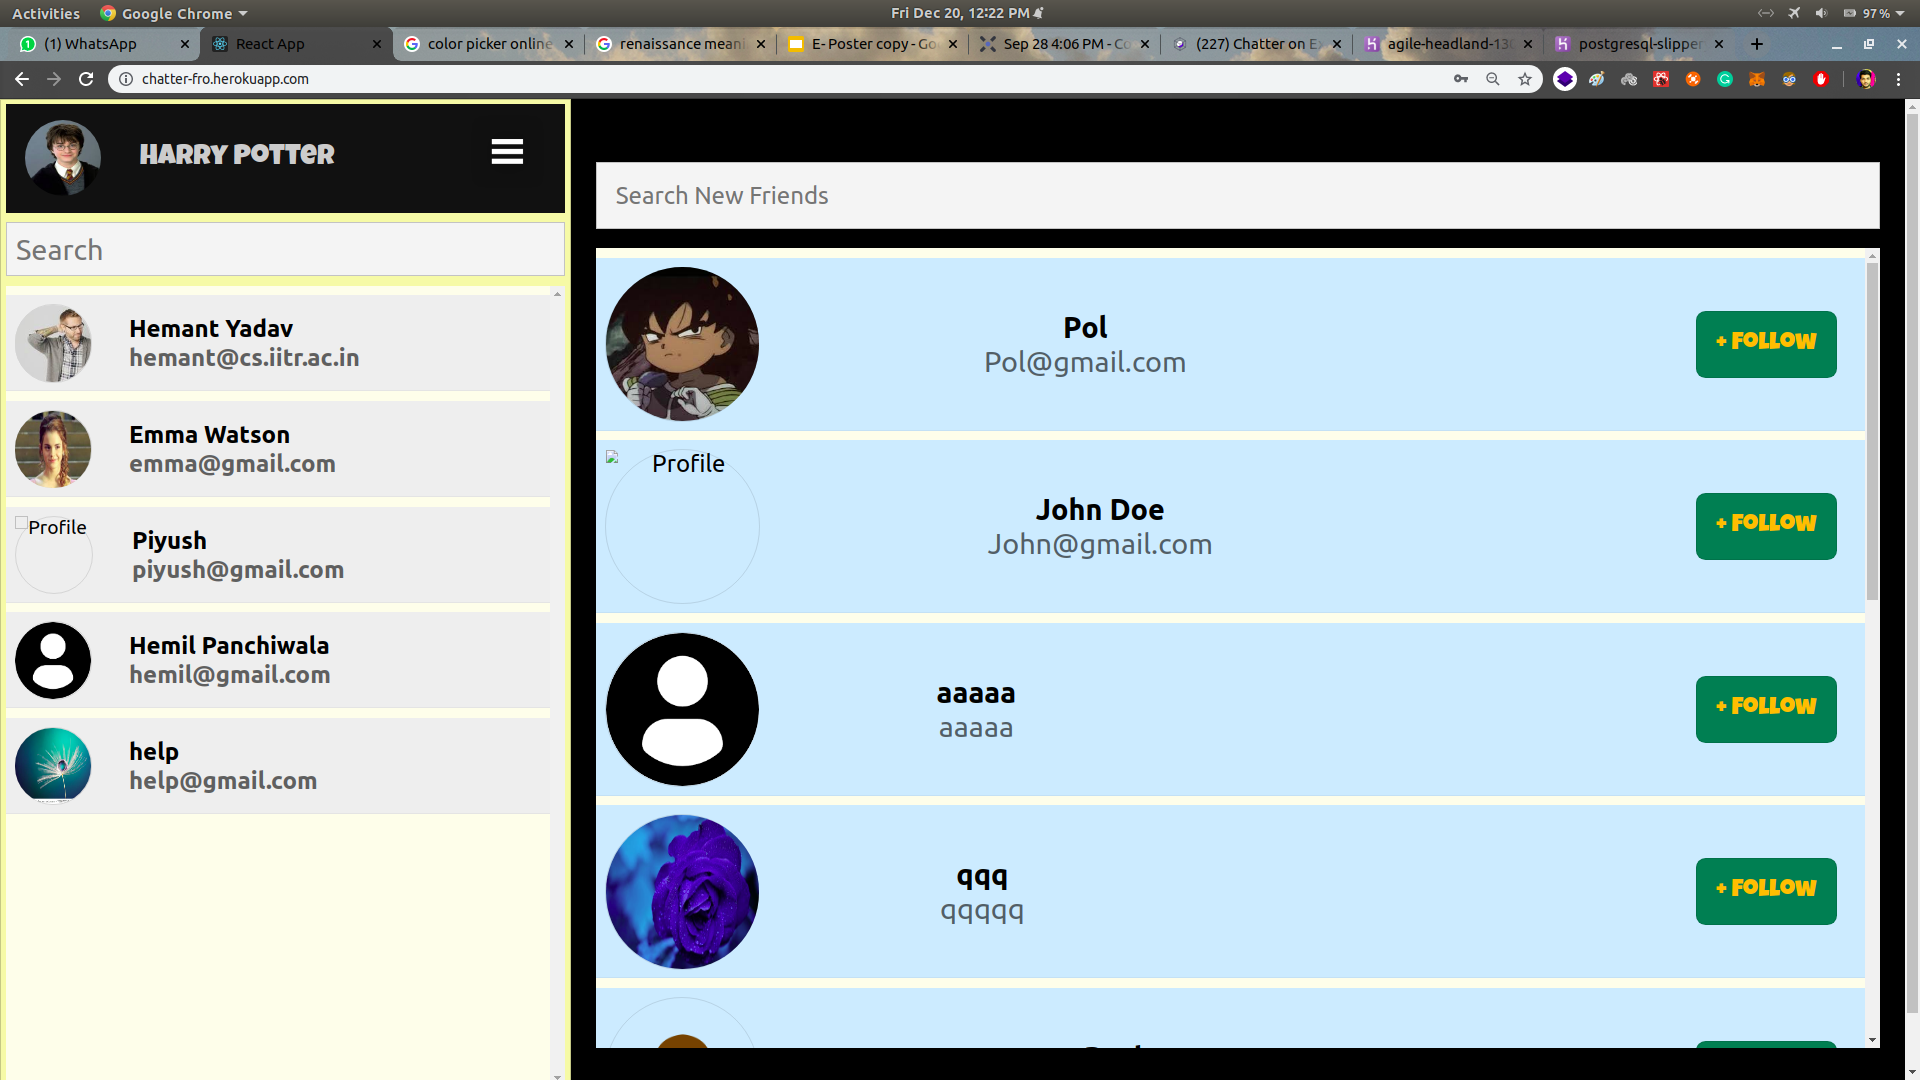 Activities
Google Chrome
Fri Dec 20, 12:22 PM
97 %
(1) WhatsApp
React App
color picker online
renaissance meani
E- Poster copy - Go
Sep 28 4:06 PM - Co
(227) Chatter on Ex
agile-headland-130
postgresql-slipper
chatter-fro.herokuapp.com
HARRY POTTER
Search
Hemant Yadav
hemant@cs.iitr.ac.in
Emma Watson
emma@gmail.com
Profile
Piyush
piyush@gmail.com
Hemil Panchiwala
hemil@gmail.com
help
help@gmail.com
Search New Friends
Pol
Pol@gmail.com
+ FOLLOW
Profile
John Doe
John@gmail.com
+ FOLLOW
aaaaa
aaaaa
+ FOLLOW
qqq
qqqqq
+ FOLLOW